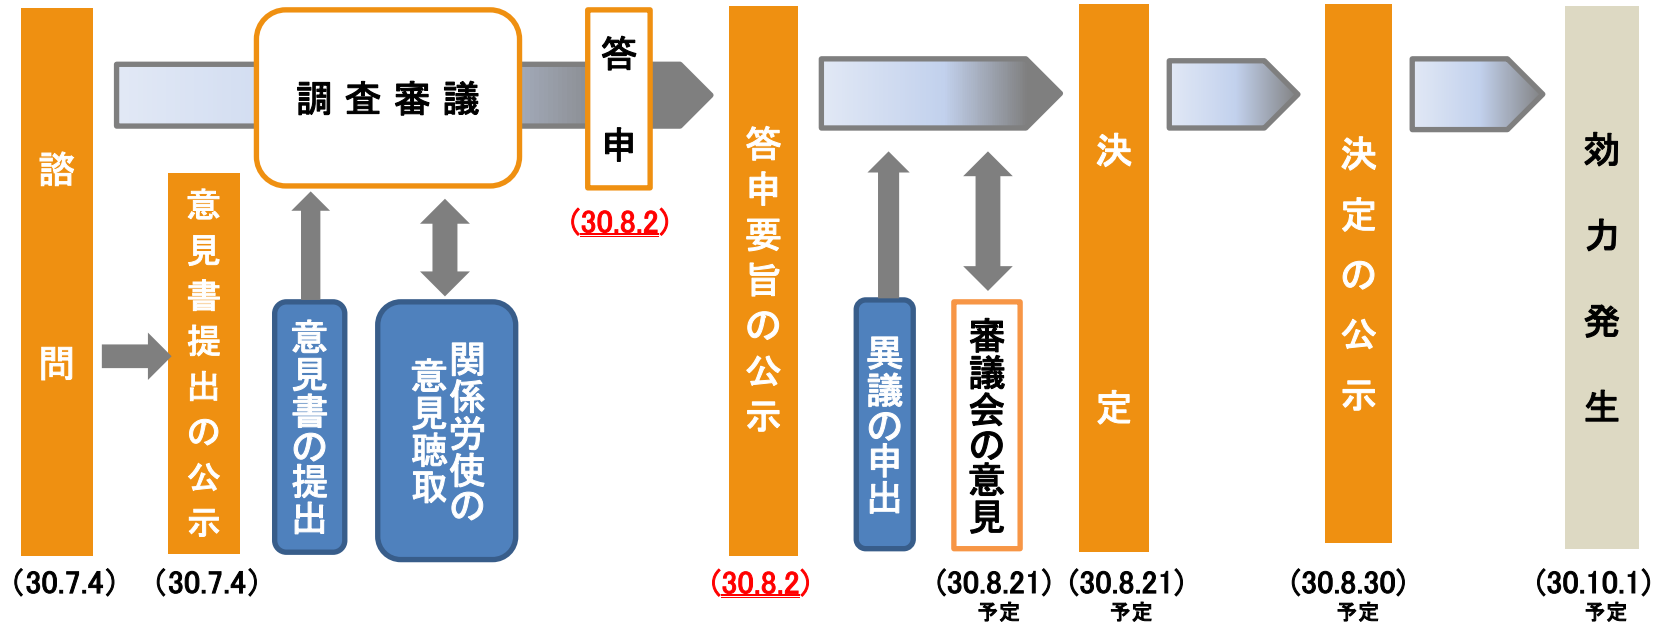 諮問
(30.7.4)
意見書提出の公示
(30.7.4)
調査審議
意見書の提出
関係労使の
意見聴取
答申
(30.8.2)
答申要旨の公示
(30.8.2)
異議の申出
審議会の意見
(30.8.21)
予定
決定
(30.8.21)
予定
決定の公示
(30.8.30)
予定
効力発生
(30.10.1)
予定